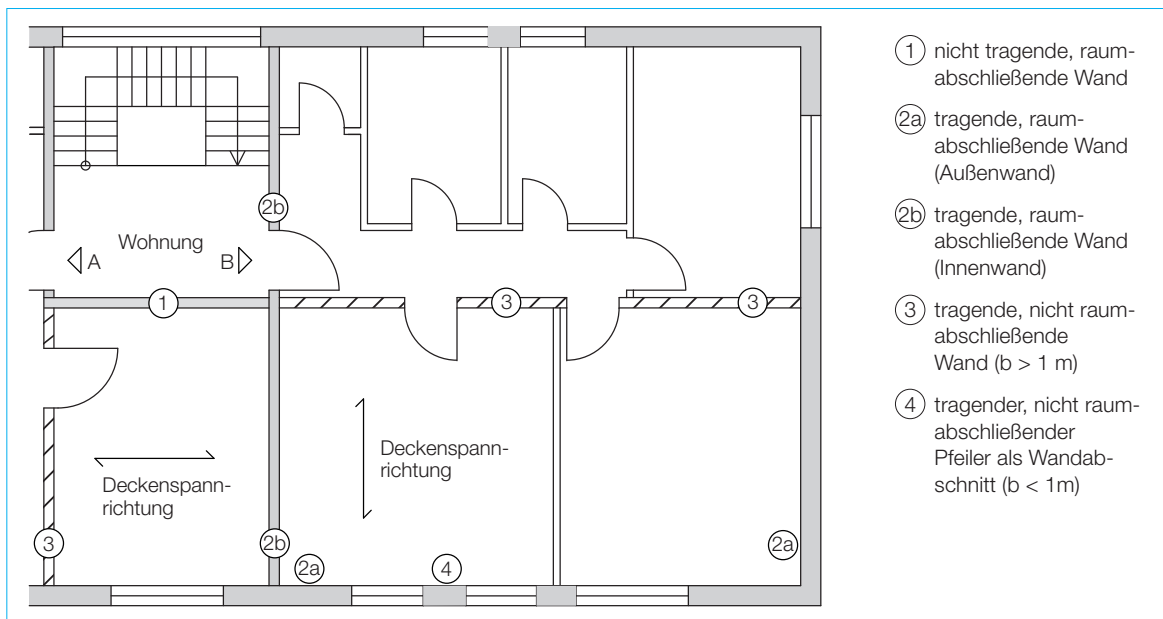 2b
Wohnung
A
B
1
3
3
Deckenspann-
richtung
Deckenspann-
richtung
3
2b
2a
4
2a
1 nicht tragende, raum-
abschließende Wand
2a tragende, raum-
abschließende Wand
(Außenwand)
2b tragende, raum-
abschließende Wand
(Innenwand)
3 tragende, nicht raum-
abschließende
Wand (b > 1 m)
4 tragender, nicht raum-
abschließender
Pfeiler als Wandab-
schnitt (b < 1m)